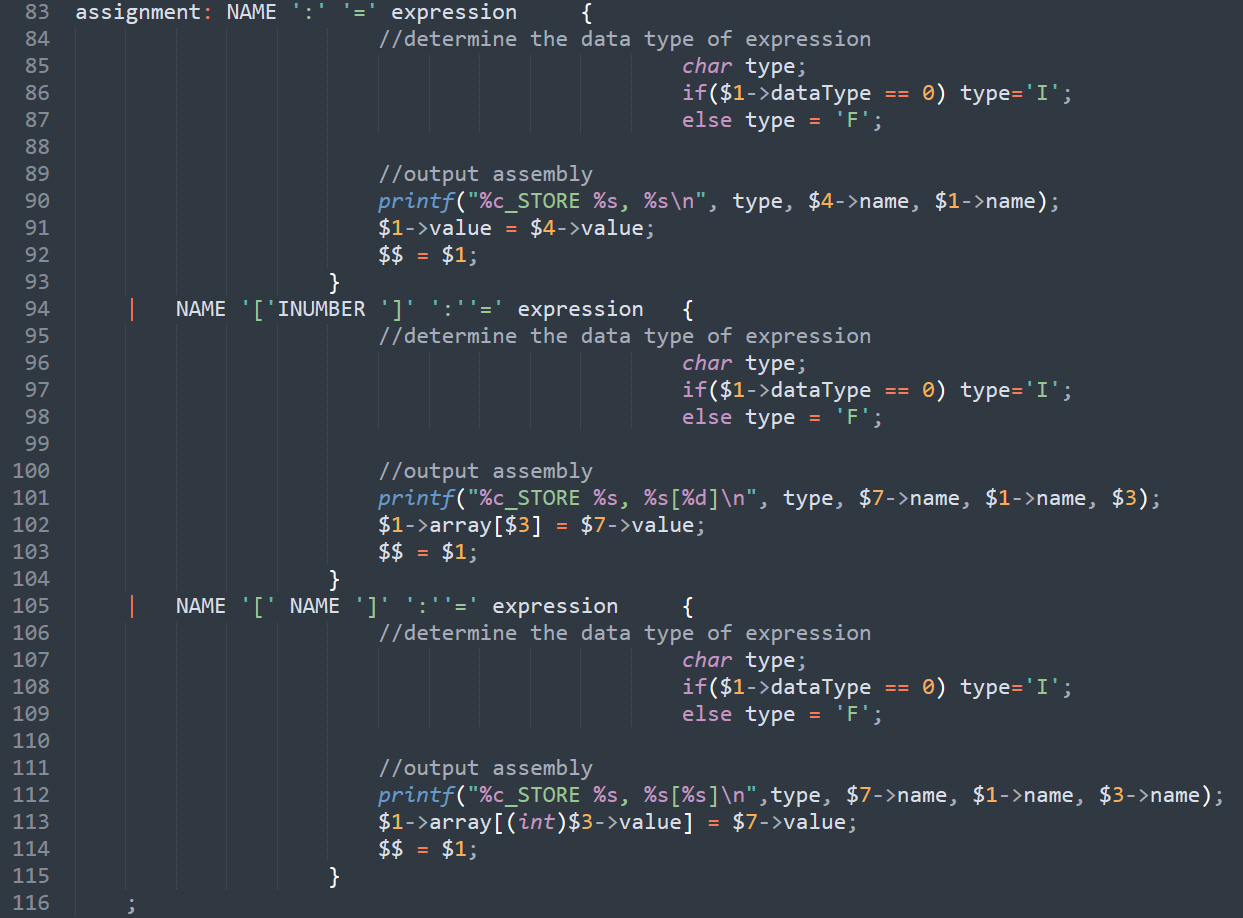 83 assignment: NAME ':' '=' expression {
84 //determine the data type of expression
85 char type;
86 if($1->dataType == 0) type='I';
87 else type = 'F';
88
89 //output assembly
90 printf("%c_STORE %s, %s\n", type, $4->name, $1->name);
91 $1->value = $4->value;
92 $$ = $1;
93 }
94 | NAME '['INUMBER ']' ':''=' expression {
95 //determine the data type of expression
96 char type;
97 if($1->dataType == 0) type='I';
98 else type = 'F';
99
100 //output assembly
101 printf("%c_STORE %s, %s[%d]\n", type, $7->name, $1->name, $3);
102 $1->array[$3] = $7->value;
103 $$ = $1;
104 }
105 | NAME '[' NAME ']' ':''=' expression {
106 //determine the data type of expression
107 char type;
108 if($1->dataType == 0) type='I';
109 else type = 'F';
110
111 //output assembly
112 printf("%c_STORE %s, %s[%s]\n",type, $7->name, $1->name, $3->name);
113 $1->array[(int)$3->value] = $7->value;
114 $$ = $1;
115 }
116 ;